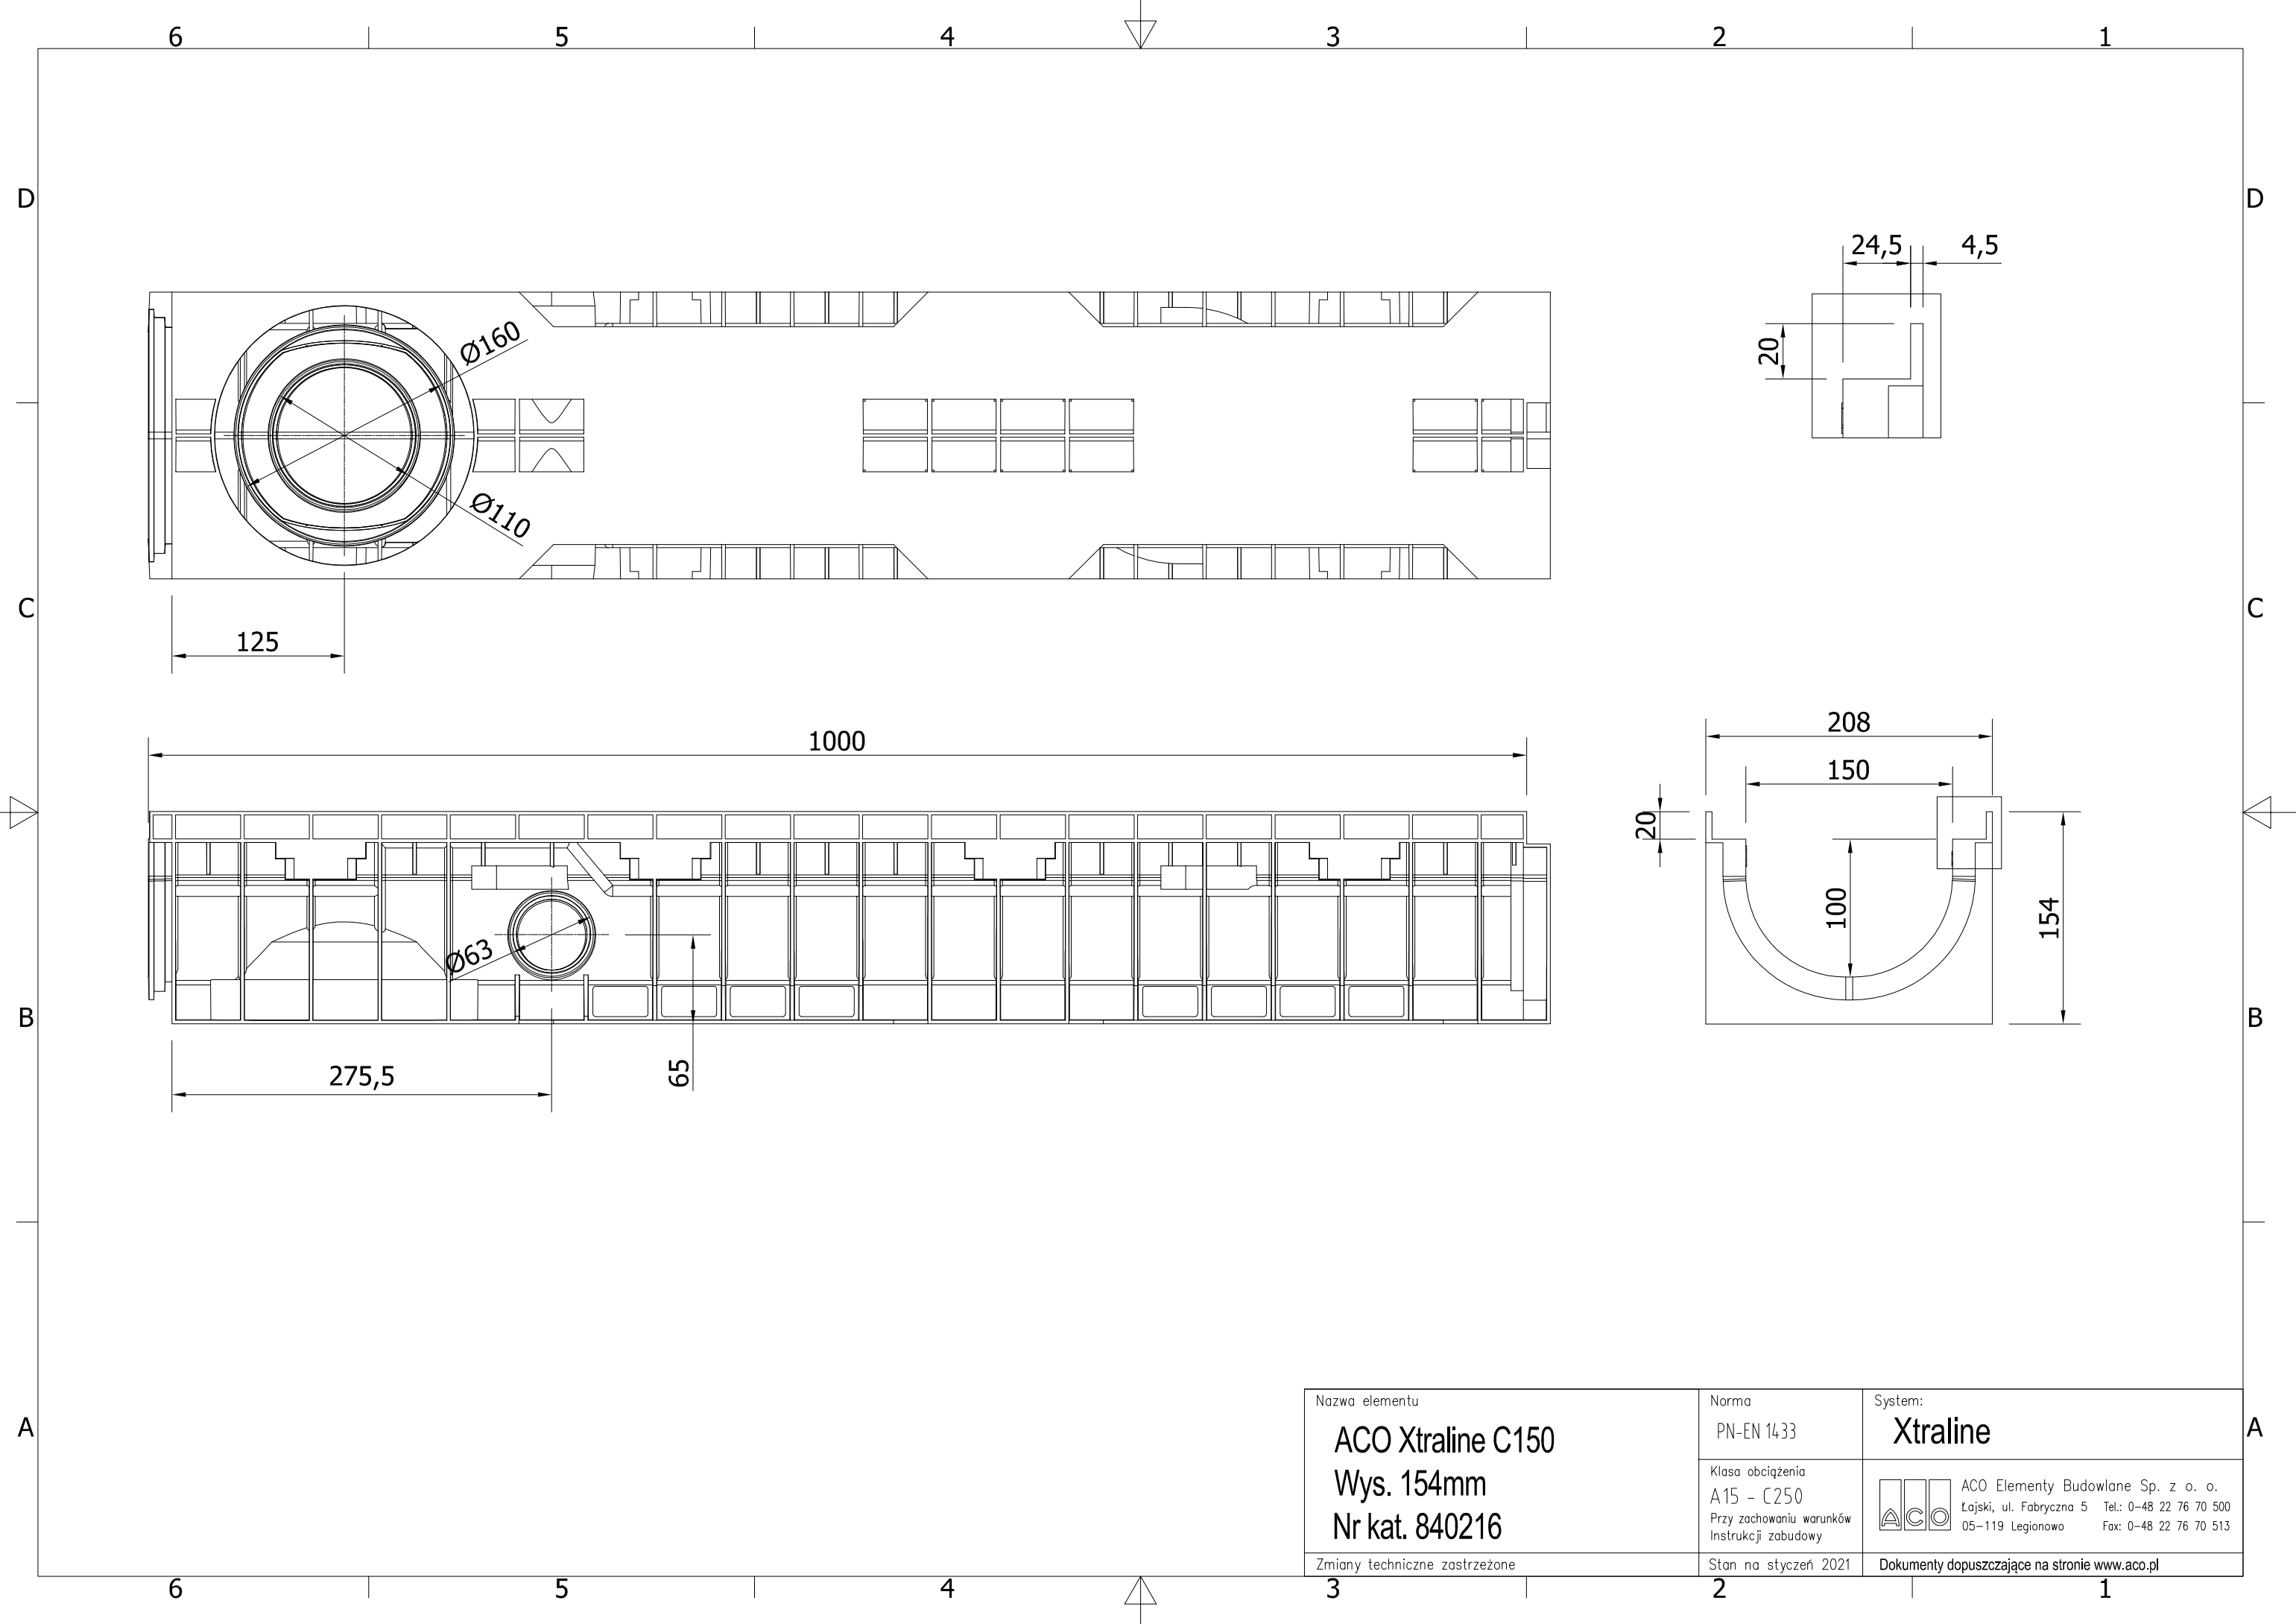 6 5 4 3 2 1
D D
24,5 4,5
20
Ø160
Ø110
C C
125
1000
208
150
20
100
154
Ø63
B B
275,5
65
Nazwa elementu
ACO Xtraline C150
Wys. 154mm
Nr kat. 840216
Zmiany techniczne zastrzeżone
Norma
PN-EN 1433
Klasa obciążenia
A15 - C250
Przy zachowaniu warunków
Instrukcji zabudowy
Stan na styczeń 2021
System:
Xtraline
ACO
ACO Elementy Budowlane Sp. z o. o.
Łajski, ul. Fabryczna 5 Tel.: 0-48 22 76 70 500
05-119 Legionowo Fax: 0-48 22 76 70 513
Dokumenty dopuszczające na stronie www.aco.pl
A A
6 5 4 3 2 1